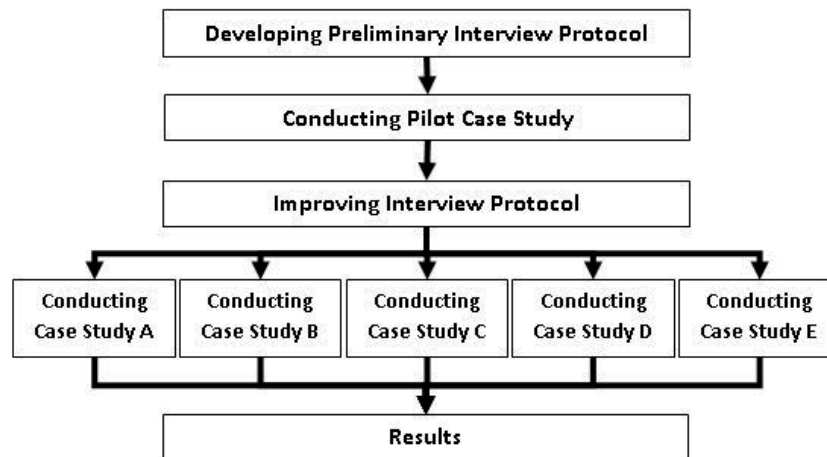 Developing Preliminary Interview Protocol
Conducting Pilot Case Study
Improving Interview Protocol
Conducting
Case Study A
Conducting
Case Study B
Conducting
Case Study C
Conducting
Case Study D
Conducting
Case Study E
Results